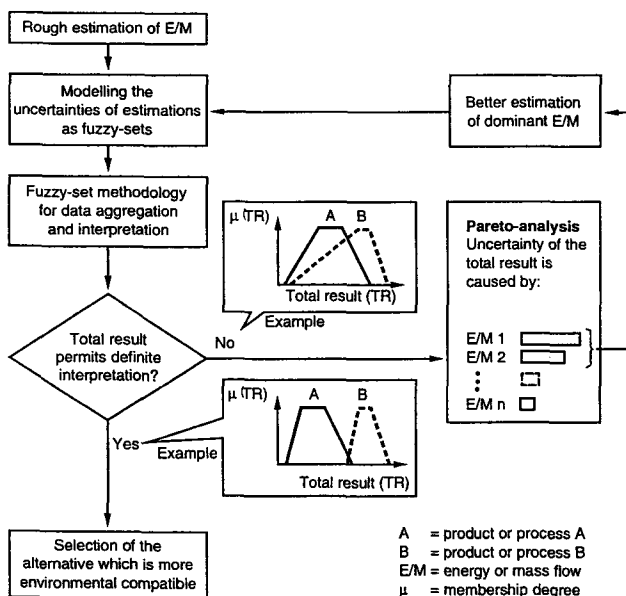 Rough estimation of E/M
Modelling the
uncertainties of estimations
as fuzzy-sets
Better estimation
of dominant E/M
Fuzzy-set methodology
for data aggregation
and interpretation
μ (TR)
A
B
Total result (TR)
Example
Pareto-analysis
Uncertainty of the
total result is
caused by:
E/M 1
E/M 2
E/M n
Total result
permits definite
interpretation?
No
μ (TR)
A
B
Total result (TR)
Yes
Example
Selection of the
alternative which is more
environmental compatible
A = product or process A
B = product or process B
E/M = energy or mass flow
μ = membership degree